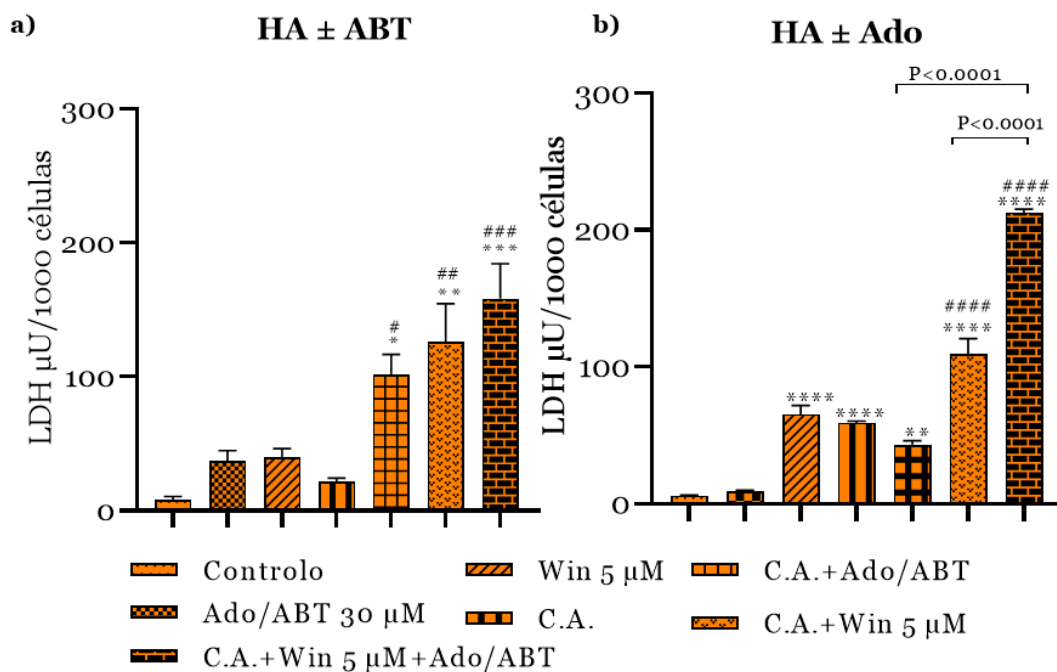 a)
HA ± ABT
LDH µU/1000 células
300
200
100
0
#
*
##
**
###
***
b)
HA ± Ado
P<0.0001
P<0.0001
LDH µU/1000 células
300
200
100
0
****
****
**
####
****
####
****
Controlo
Win 5 µM
C.A.+Ado/ABT
Ado/ABT 30 µM
C.A.
C.A.+Win 5 µM
C.A.+Win 5 µM+Ado/ABT